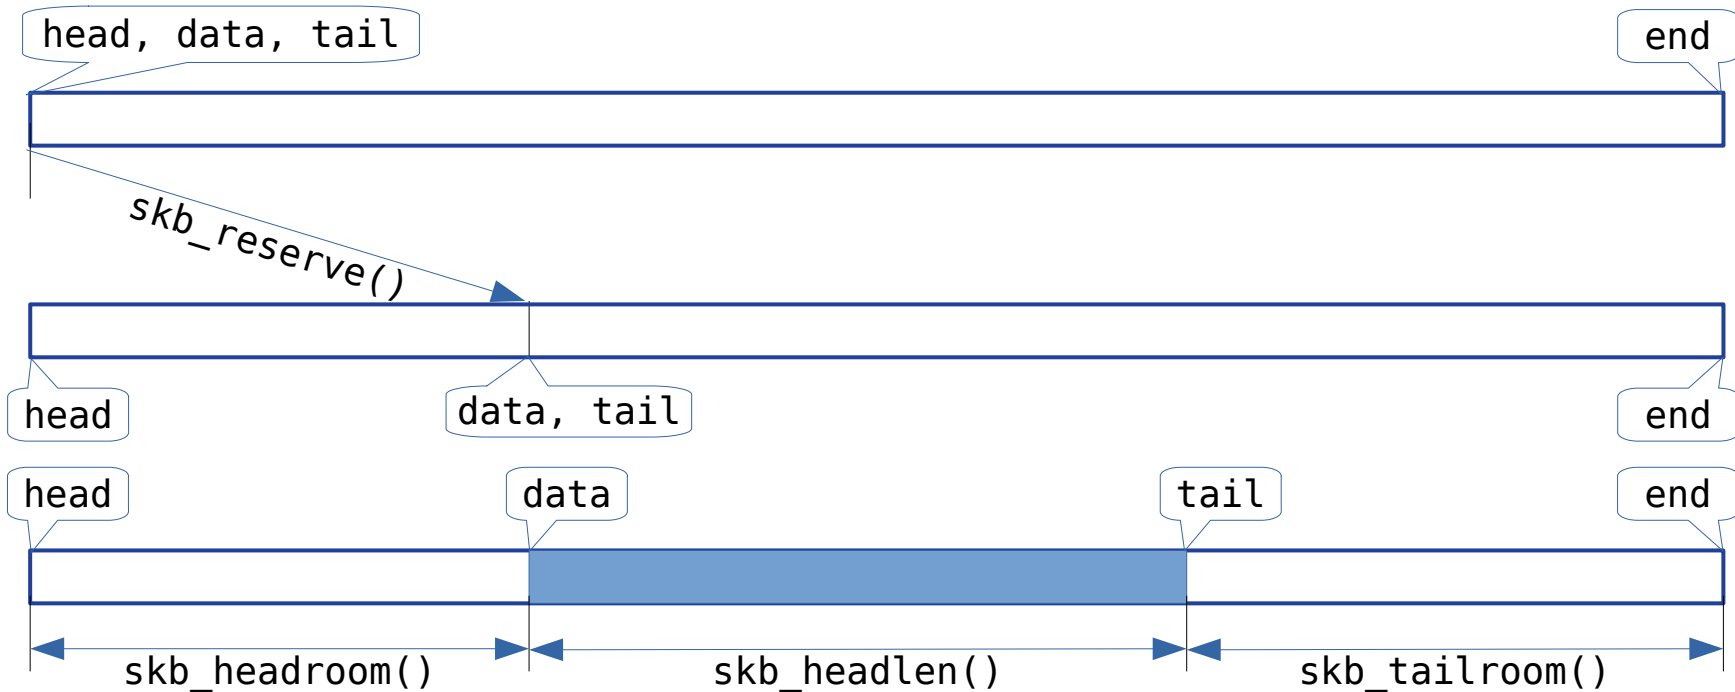 head, data, tail
end
skb_reserve()
head
data, tail
end
head
data
tail
end
skb_headroom()
skb_headlen()
skb_tailroom()